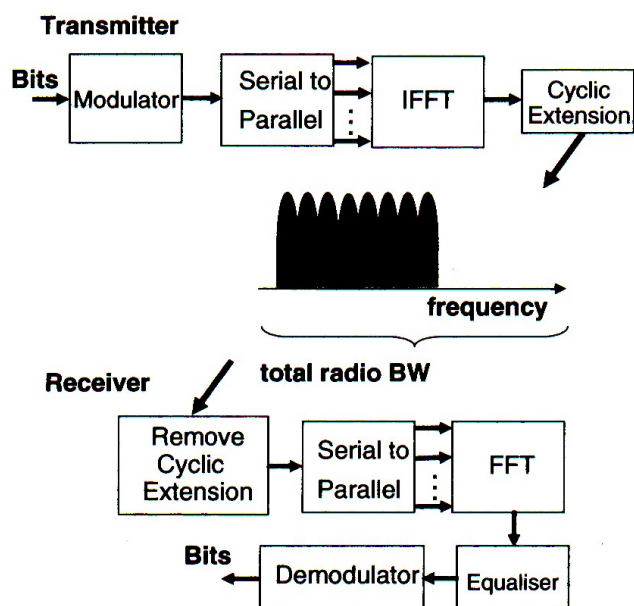 Transmitter
Bits
Modulator
Serial to
Parallel
IFFT
Cyclic
Extension
frequency
total radio BW
Receiver
Remove
Cyclic
Extension
Serial to
Parallel
FFT
Bits
Demodulator
Equaliser